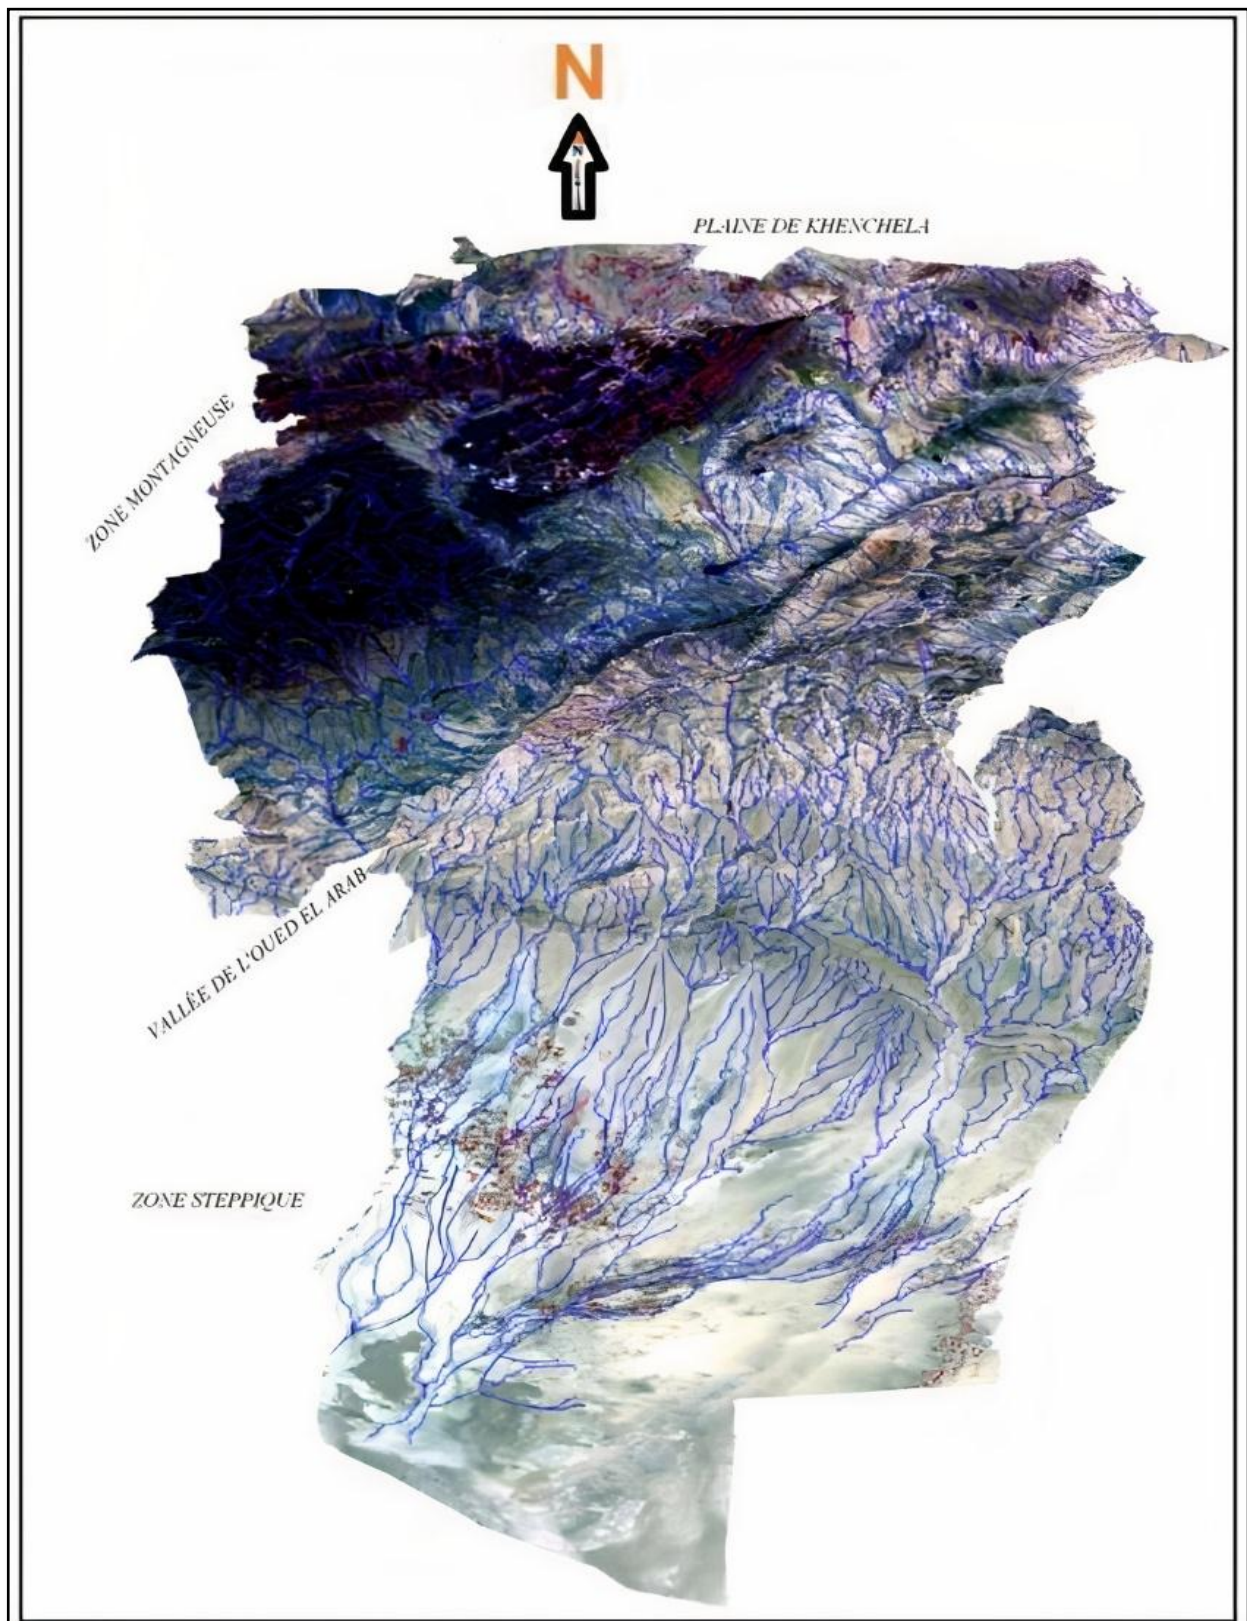 N
N
PLAINE DE KHENCHELA
ZONE MONTAGNEUSE
VALLÉE DE L'OUED EL ARAB
ZONE STEPPIQUE